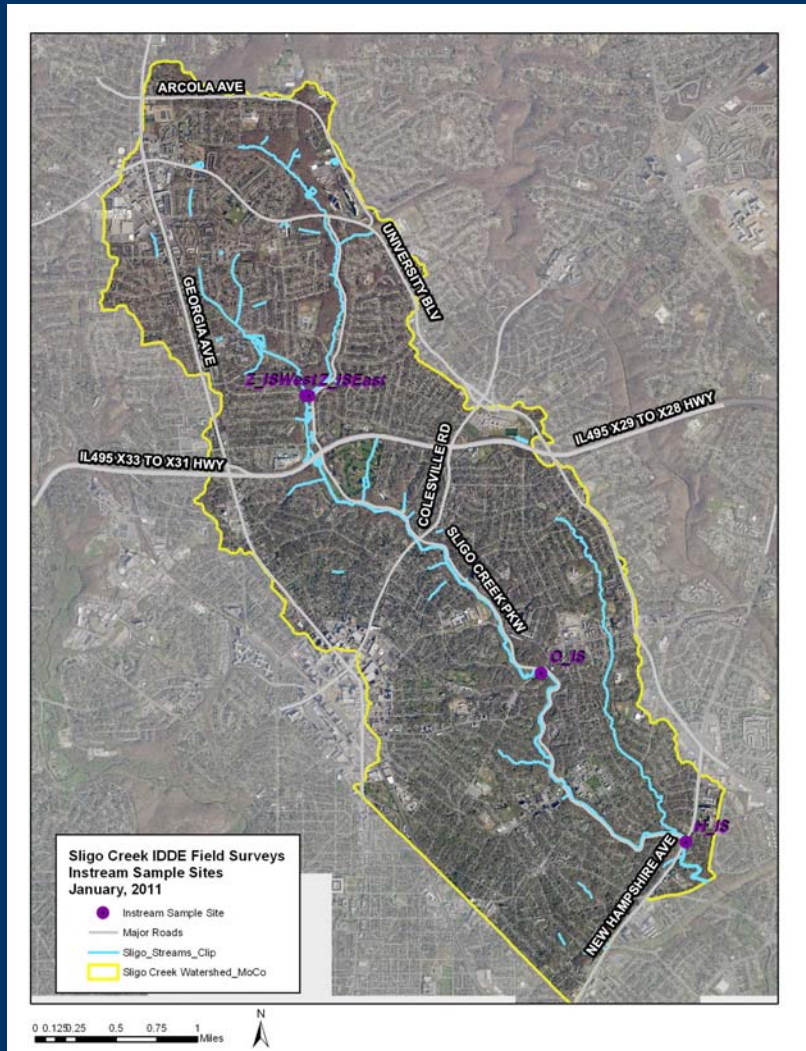 ARCOLA AVE
UNIVERSITY BLV
GEORGIA AVE
Z_ISWest Z_ISEast
IL495 X29 TO X28 HWY
COLESVILLE RD
IL495 X33 TO X31 HWY
SLIGO CREEK PKW
O_IS
H_IS
NEW HAMPSHIRE AVE
Sligo Creek IDDE Field Surveys
Instream Sample Sites
January, 2011
Instream Sample Site
Major Roads
Sligo_Streams_Clip
Sligo Creek Watershed_MoCo
N
0 0.125 0.25 0.5 0.75 1
Miles